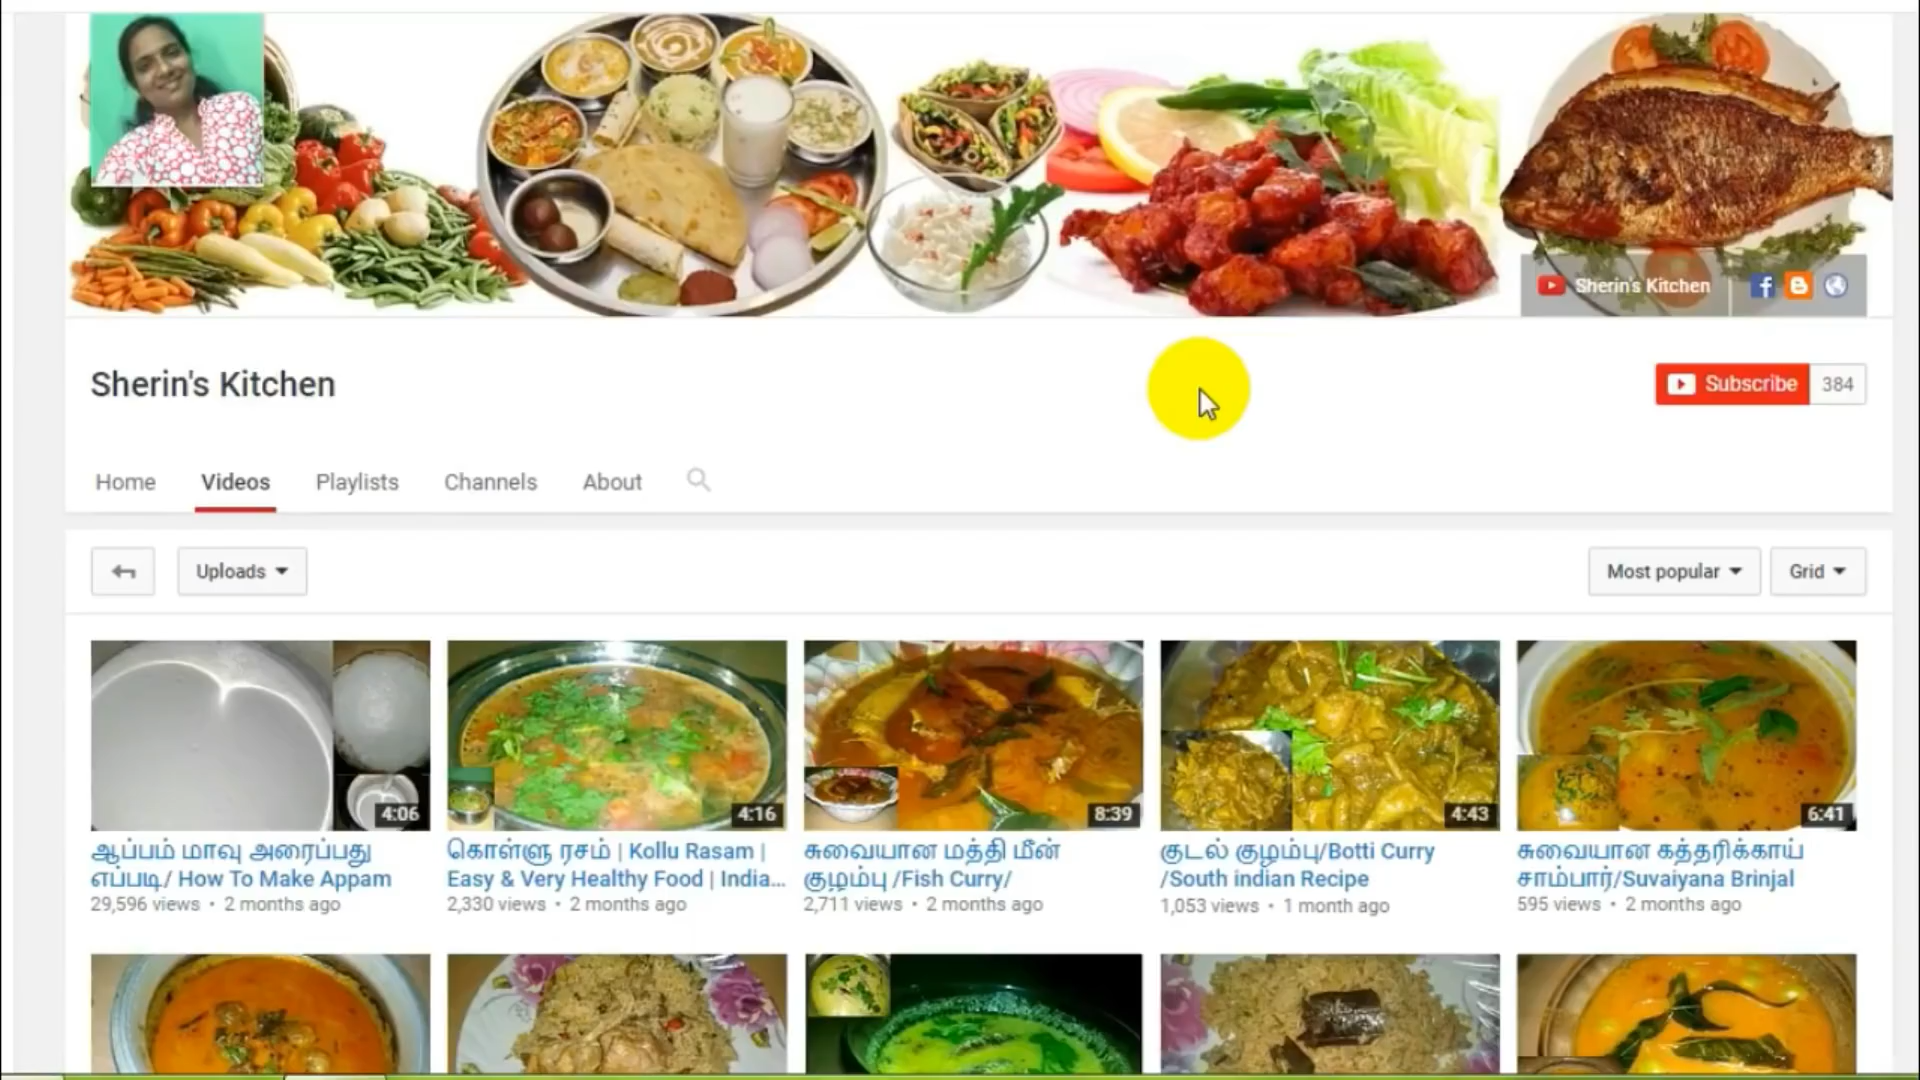 Sherin's Kitchen
Sherin's Kitchen
Subscribe 384
Home Videos Playlists Channels About
Uploads
Most popular Grid
4:06
4:16
8:39
4:43
6:41
ஆப்பம் மாவு அரைப்பது
எப்படி/ How To Make Appam
29,596 views • 2 months ago
கொள்ளு ரசம் | Kollu Rasam |
Easy & Very Healthy Food | India...
2,330 views • 2 months ago
சுவையான மத்தி மீன்
குழம்பு /Fish Curry/
2,711 views • 2 months ago
குடல் குழம்பு/Botti Curry
/South indian Recipe
1,053 views • 1 month ago
சுவையான கத்தரிக்காய்
சாம்பார்/Suvaiyana Brinjal
595 views • 2 months ago